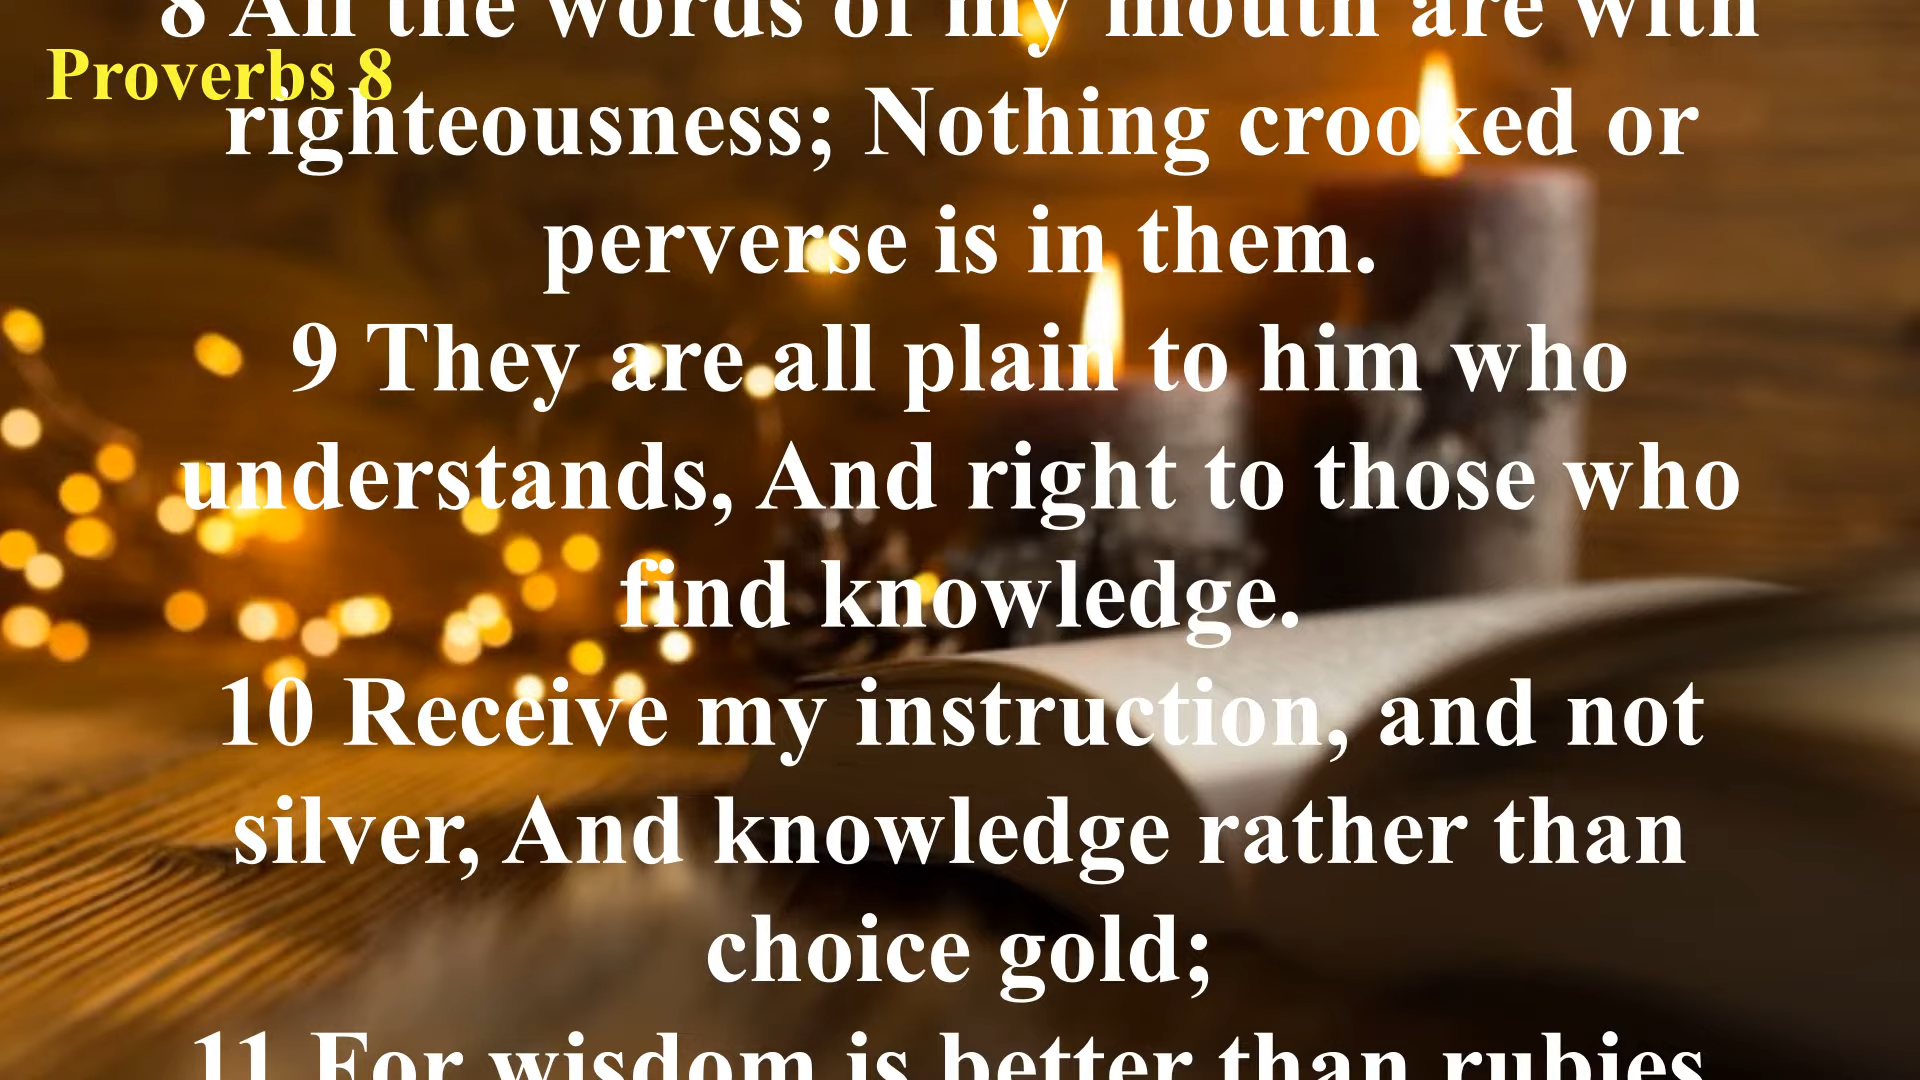 8 All the words of my mouth are with
Proverbs 8
righteousness; Nothing crooked or
perverse is in them.
9 They are all plain to him who
understands, And right to those who
find knowledge.
10 Receive my instruction, and not
silver, And knowledge rather than
choice gold;
11 For wisdom is better than rubies